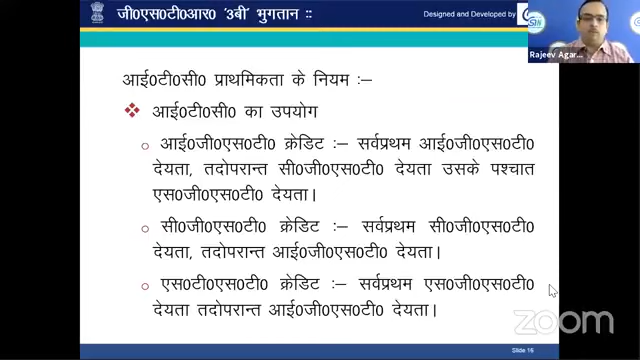 जी0एस0टी0आर0 '3बी' भुगतान ::
Designed and Developed by
Rajeev Agar...
आई0टी0सी0 प्राथमिकता के नियम :–
❖ आई0टी0सी0 का उपयोग
o आई0जी0एस0टी0 क्रेडिट :– सर्वप्रथम आई0जी0एस0टी0
देयता, तदोपरान्त सी0जी0एस0टी0 देयता उसके पश्चात
एस0जी0एस0टी0 देयता।
o सी0जी0एस0टी0 क्रेडिट :– सर्वप्रथम सी0जी0एस0टी0
देयता, तदोपरान्त आई0जी0एस0टी0 देयता।
o एस0टी0एस0टी0 क्रेडिट :– सर्वप्रथम एस0जी0एस0टी0
देयता तदोपरान्त आई0जी0एस0टी0 देयता।
zoom
Slide 16